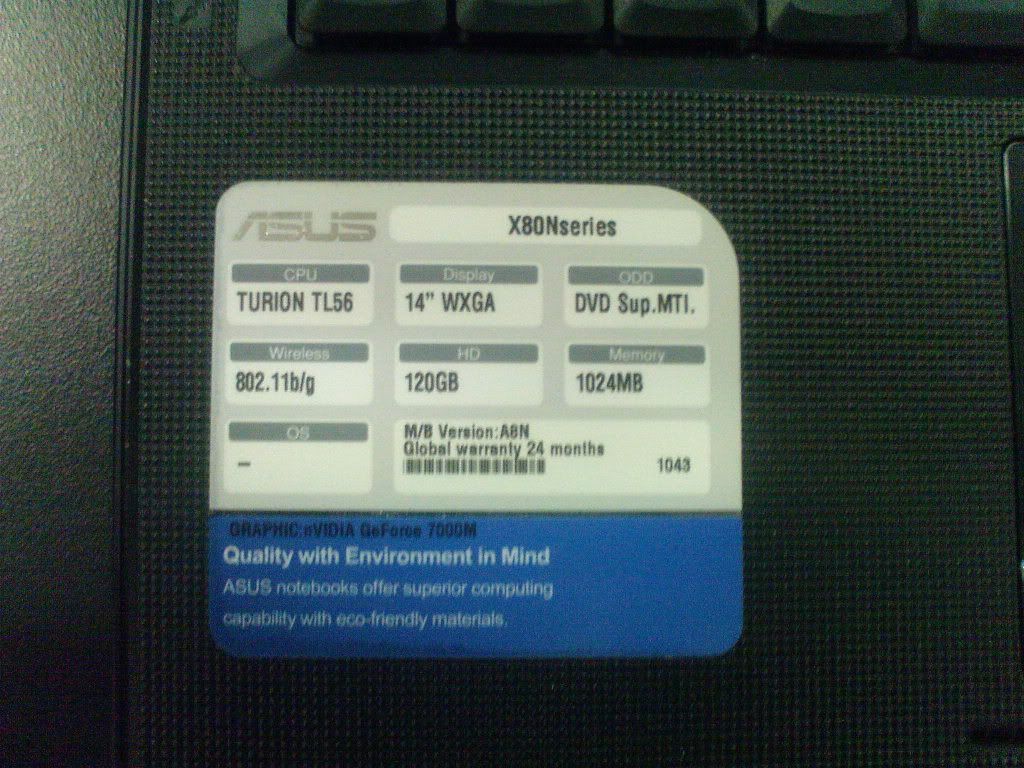 ASUS X80Nseries
CPU Display ODD
TURION TL56 14" WXGA DVD Sup.MTI.
Wireless HD Memory
802.11b/g 120GB 1024MB
OS
–
M/B Version:A8N
Global warranty 24 months
1043
GRAPHIC:nVIDIA GeForce 7000M
Quality with Environment in Mind
ASUS notebooks offer superior computing
capability with eco-friendly materials.